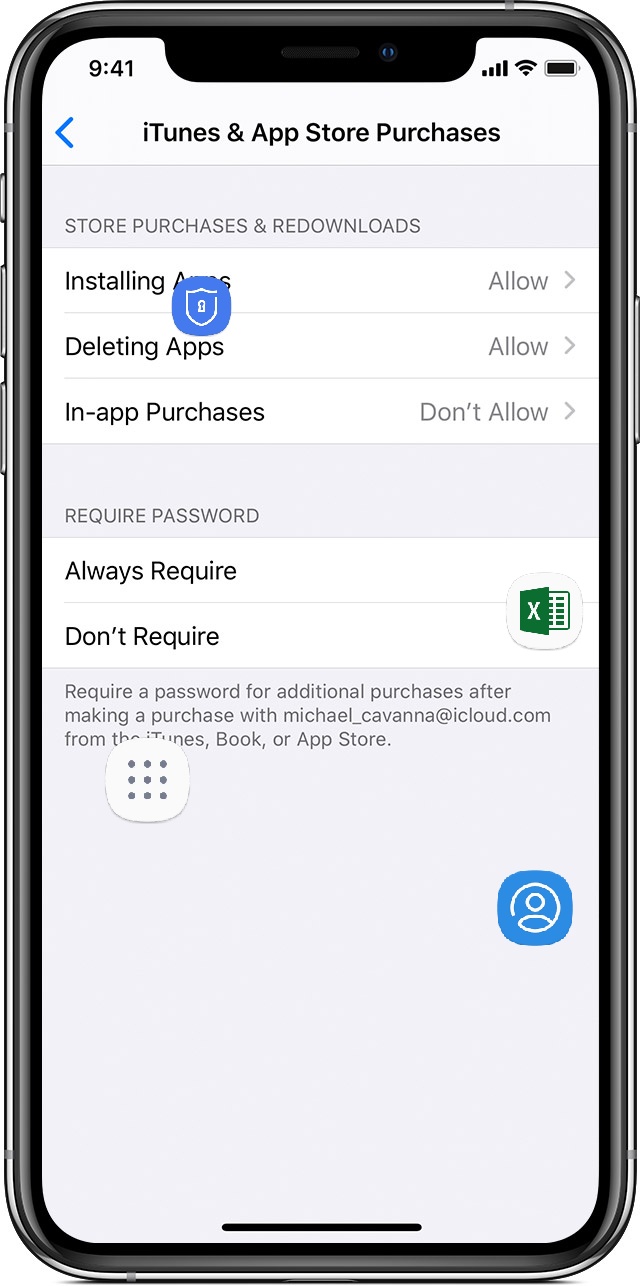 9:41
iTunes & App Store Purchases
STORE PURCHASES & REDOWNLOADS
Installing Apps Allow
Deleting Apps Allow
In-app Purchases Don’t Allow
REQUIRE PASSWORD
Always Require
X
Don’t Require
Require a password for additional purchases after
making a purchase with michael_cavanna@icloud.com
from the iTunes, Book, or App Store.